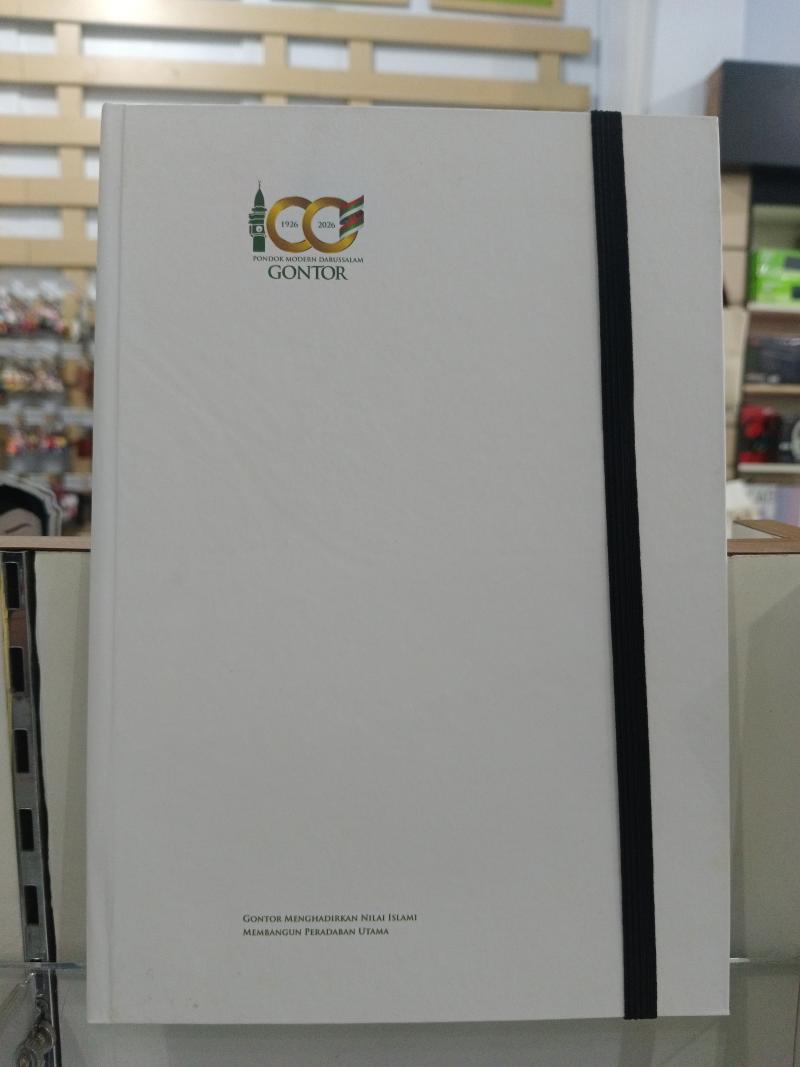 1926 2026
PONDOK MODERN DARUSSALAM
GONTOR
GONTOR MENGHADIRKAN NILAI ISLAMI
MEMBANGUN PERADABAN UTAMA